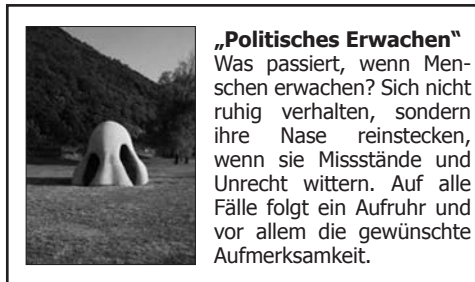 „Politisches Erwachen“
Was passiert, wenn Men-
schen erwachen? Sich nicht
ruhig verhalten, sondern
ihre Nase reinstecken,
wenn sie Missstände und
Unrecht wittern. Auf alle
Fälle folgt ein Aufruhr und
vor allem die gewünschte
Aufmerksamkeit.